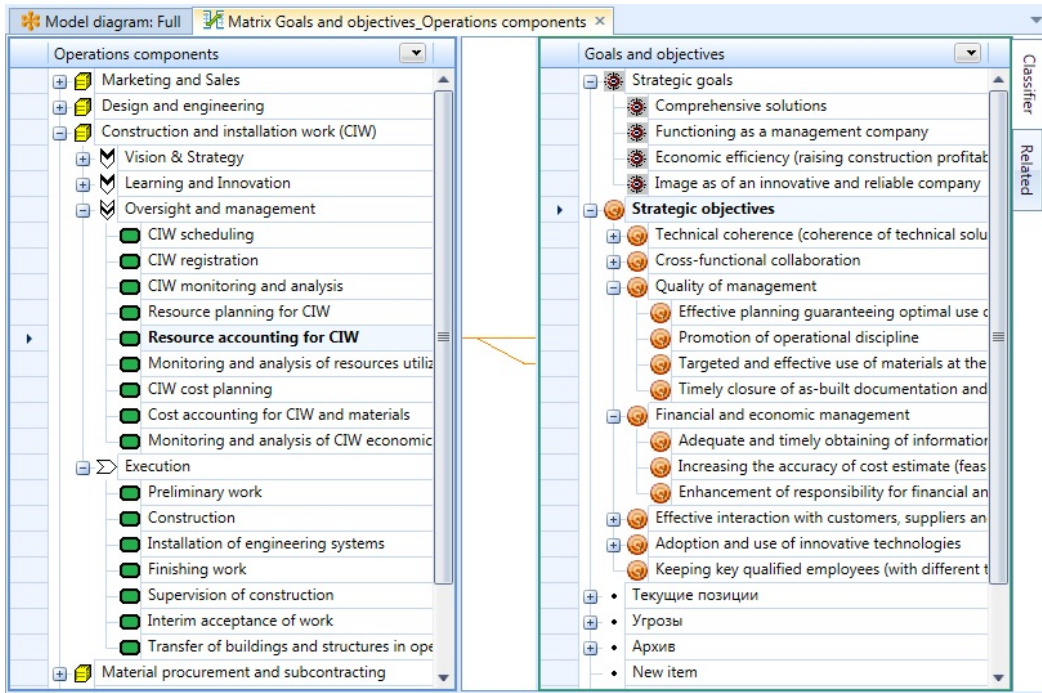 Model diagram: Full
Matrix Goals and objectives_Operations components
Operations components
Marketing and Sales
Design and engineering
Construction and installation work (CIW)
Vision & Strategy
Learning and Innovation
Oversight and management
CIW scheduling
CIW registration
CIW monitoring and analysis
Resource planning for CIW
Resource accounting for CIW
Monitoring and analysis of resources utiliz
CIW cost planning
Cost accounting for CIW and materials
Monitoring and analysis of CIW economic
Execution
Preliminary work
Construction
Installation of engineering systems
Finishing work
Supervision of construction
Interim acceptance of work
Transfer of buildings and structures in ope
Material procurement and subcontracting
Goals and objectives
Strategic goals
Comprehensive solutions
Functioning as a management company
Economic efficiency (raising construction profitab
Image as of an innovative and reliable company
Strategic objectives
Technical coherence (coherence of technical solu
Cross-functional collaboration
Quality of management
Effective planning guaranteeing optimal use o
Promotion of operational discipline
Targeted and effective use of materials at the
Timely closure of as-built documentation and
Financial and economic management
Adequate and timely obtaining of information
Increasing the accuracy of cost estimate (feas
Enhancement of responsibility for financial an
Effective interaction with customers, suppliers an
Adoption and use of innovative technologies
Keeping key qualified employees (with different t
Текущие позиции
Угрозы
Архив
New item
Classifier
Related